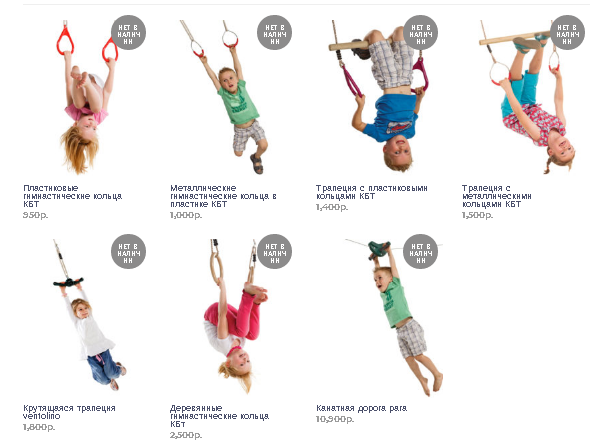 НЕТ В
НАЛИЧ
ИИ
НЕТ В
НАЛИЧ
ИИ
НЕТ В
НАЛИЧ
ИИ
НЕТ В
НАЛИЧ
ИИ
Пластиковые
гимнастические кольца
КБТ
950р.
Металлические
гимнастические кольца в
пластике КБТ
1,000р.
Трапеция с пластиковыми
кольцами КБТ
1,400р.
Трапеция с
металлическими
кольцами КБТ
1,500р.
НЕТ В
НАЛИЧ
ИИ
НЕТ В
НАЛИЧ
ИИ
НЕТ В
НАЛИЧ
ИИ
Крутящаяся трапеция
ventolino
1,800р.
Деревянные
гимнастические кольца
КБТ
2,500р.
Канатная дорога para
10,900р.